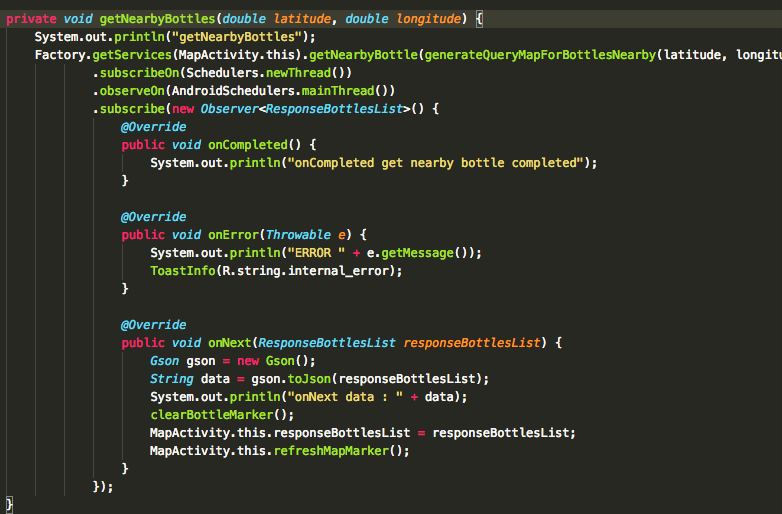 private void getNearbyBottles(double latitude, double longitude) {
System.out.println("getNearbyBottles");
Factory.getServices(MapActivity.this).getNearbyBottle(generateQueryMapForBottlesNearby(latitude, longitu
.subscribeOn(Schedulers.newThread())
.observeOn(AndroidSchedulers.mainThread())
.subscribe(new Observer<ResponseBottlesList>() {
@Override
public void onCompleted() {
System.out.println("onCompleted get nearby bottle completed");
}
@Override
public void onError(Throwable e) {
System.out.println("ERROR " + e.getMessage());
ToastInfo(R.string.internal_error);
}
@Override
public void onNext(ResponseBottlesList responseBottlesList) {
Gson gson = new Gson();
String data = gson.toJson(responseBottlesList);
System.out.println("onNext data : " + data);
clearBottleMarker();
MapActivity.this.responseBottlesList = responseBottlesList;
MapActivity.this.refreshMapMarker();
}
});
}